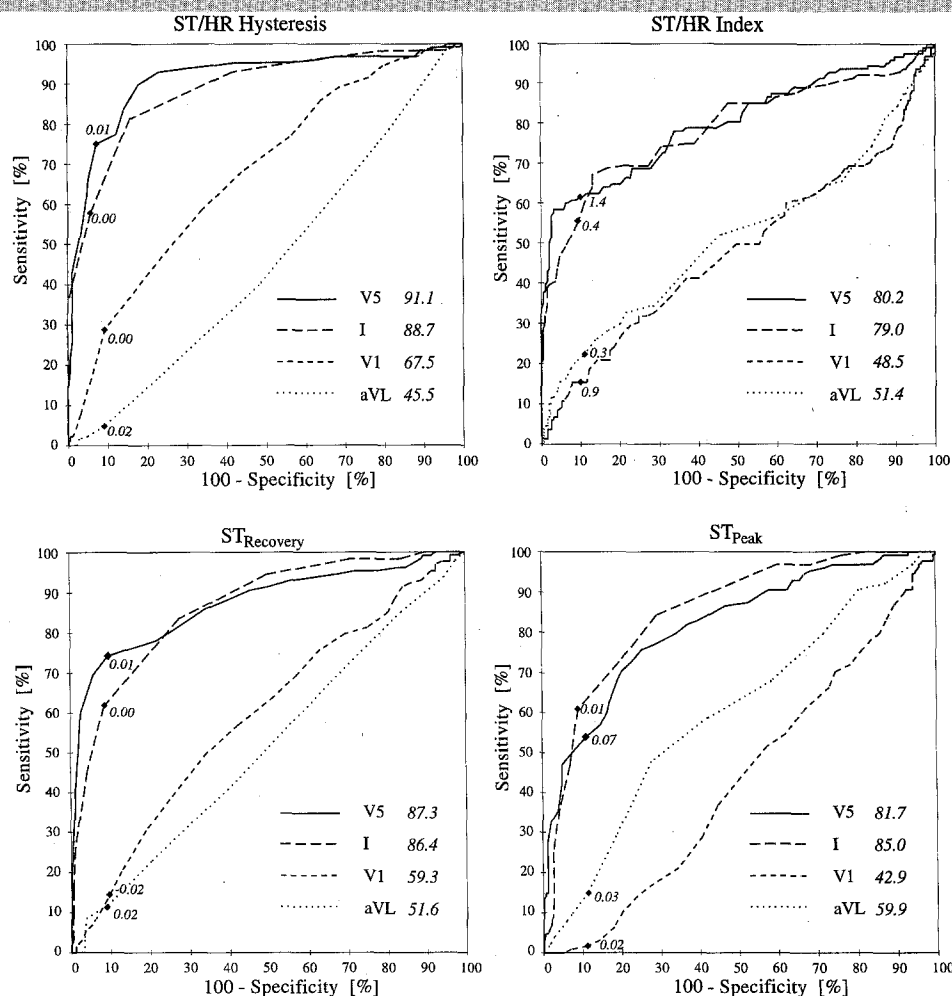 ST/HR Hysteresis
100
90
80
70
60
50
40
30
20
10
0
Sensitivity [%]
0.01
0.00
0.00
0.02
V5 91.1
I 88.7
V1 67.5
aVL 45.5
0 10 20 30 40 50 60 70 80 90 100
100 - Specificity [%]
ST/HR Index
100
90
80
70
60
50
40
30
20
10
0
Sensitivity [%]
1.4
0.4
0.3
0.9
V5 80.2
I 79.0
V1 48.5
aVL 51.4
0 10 20 30 40 50 60 70 80 90 100
100 - Specificity [%]
STRecovery
100
90
80
70
60
50
40
30
20
10
0
Sensitivity [%]
0.01
0.00
-0.02
0.02
V5 87.3
I 86.4
V1 59.3
aVL 51.6
0 10 20 30 40 50 60 70 80 90 100
100 - Specificity [%]
STPeak
100
90
80
70
60
50
40
30
20
10
0
Sensitivity [%]
0.01
0.07
0.03
0.02
V5 81.7
I 85.0
V1 42.9
aVL 59.9
0 10 20 30 40 50 60 70 80 90 100
100 - Specificity [%]